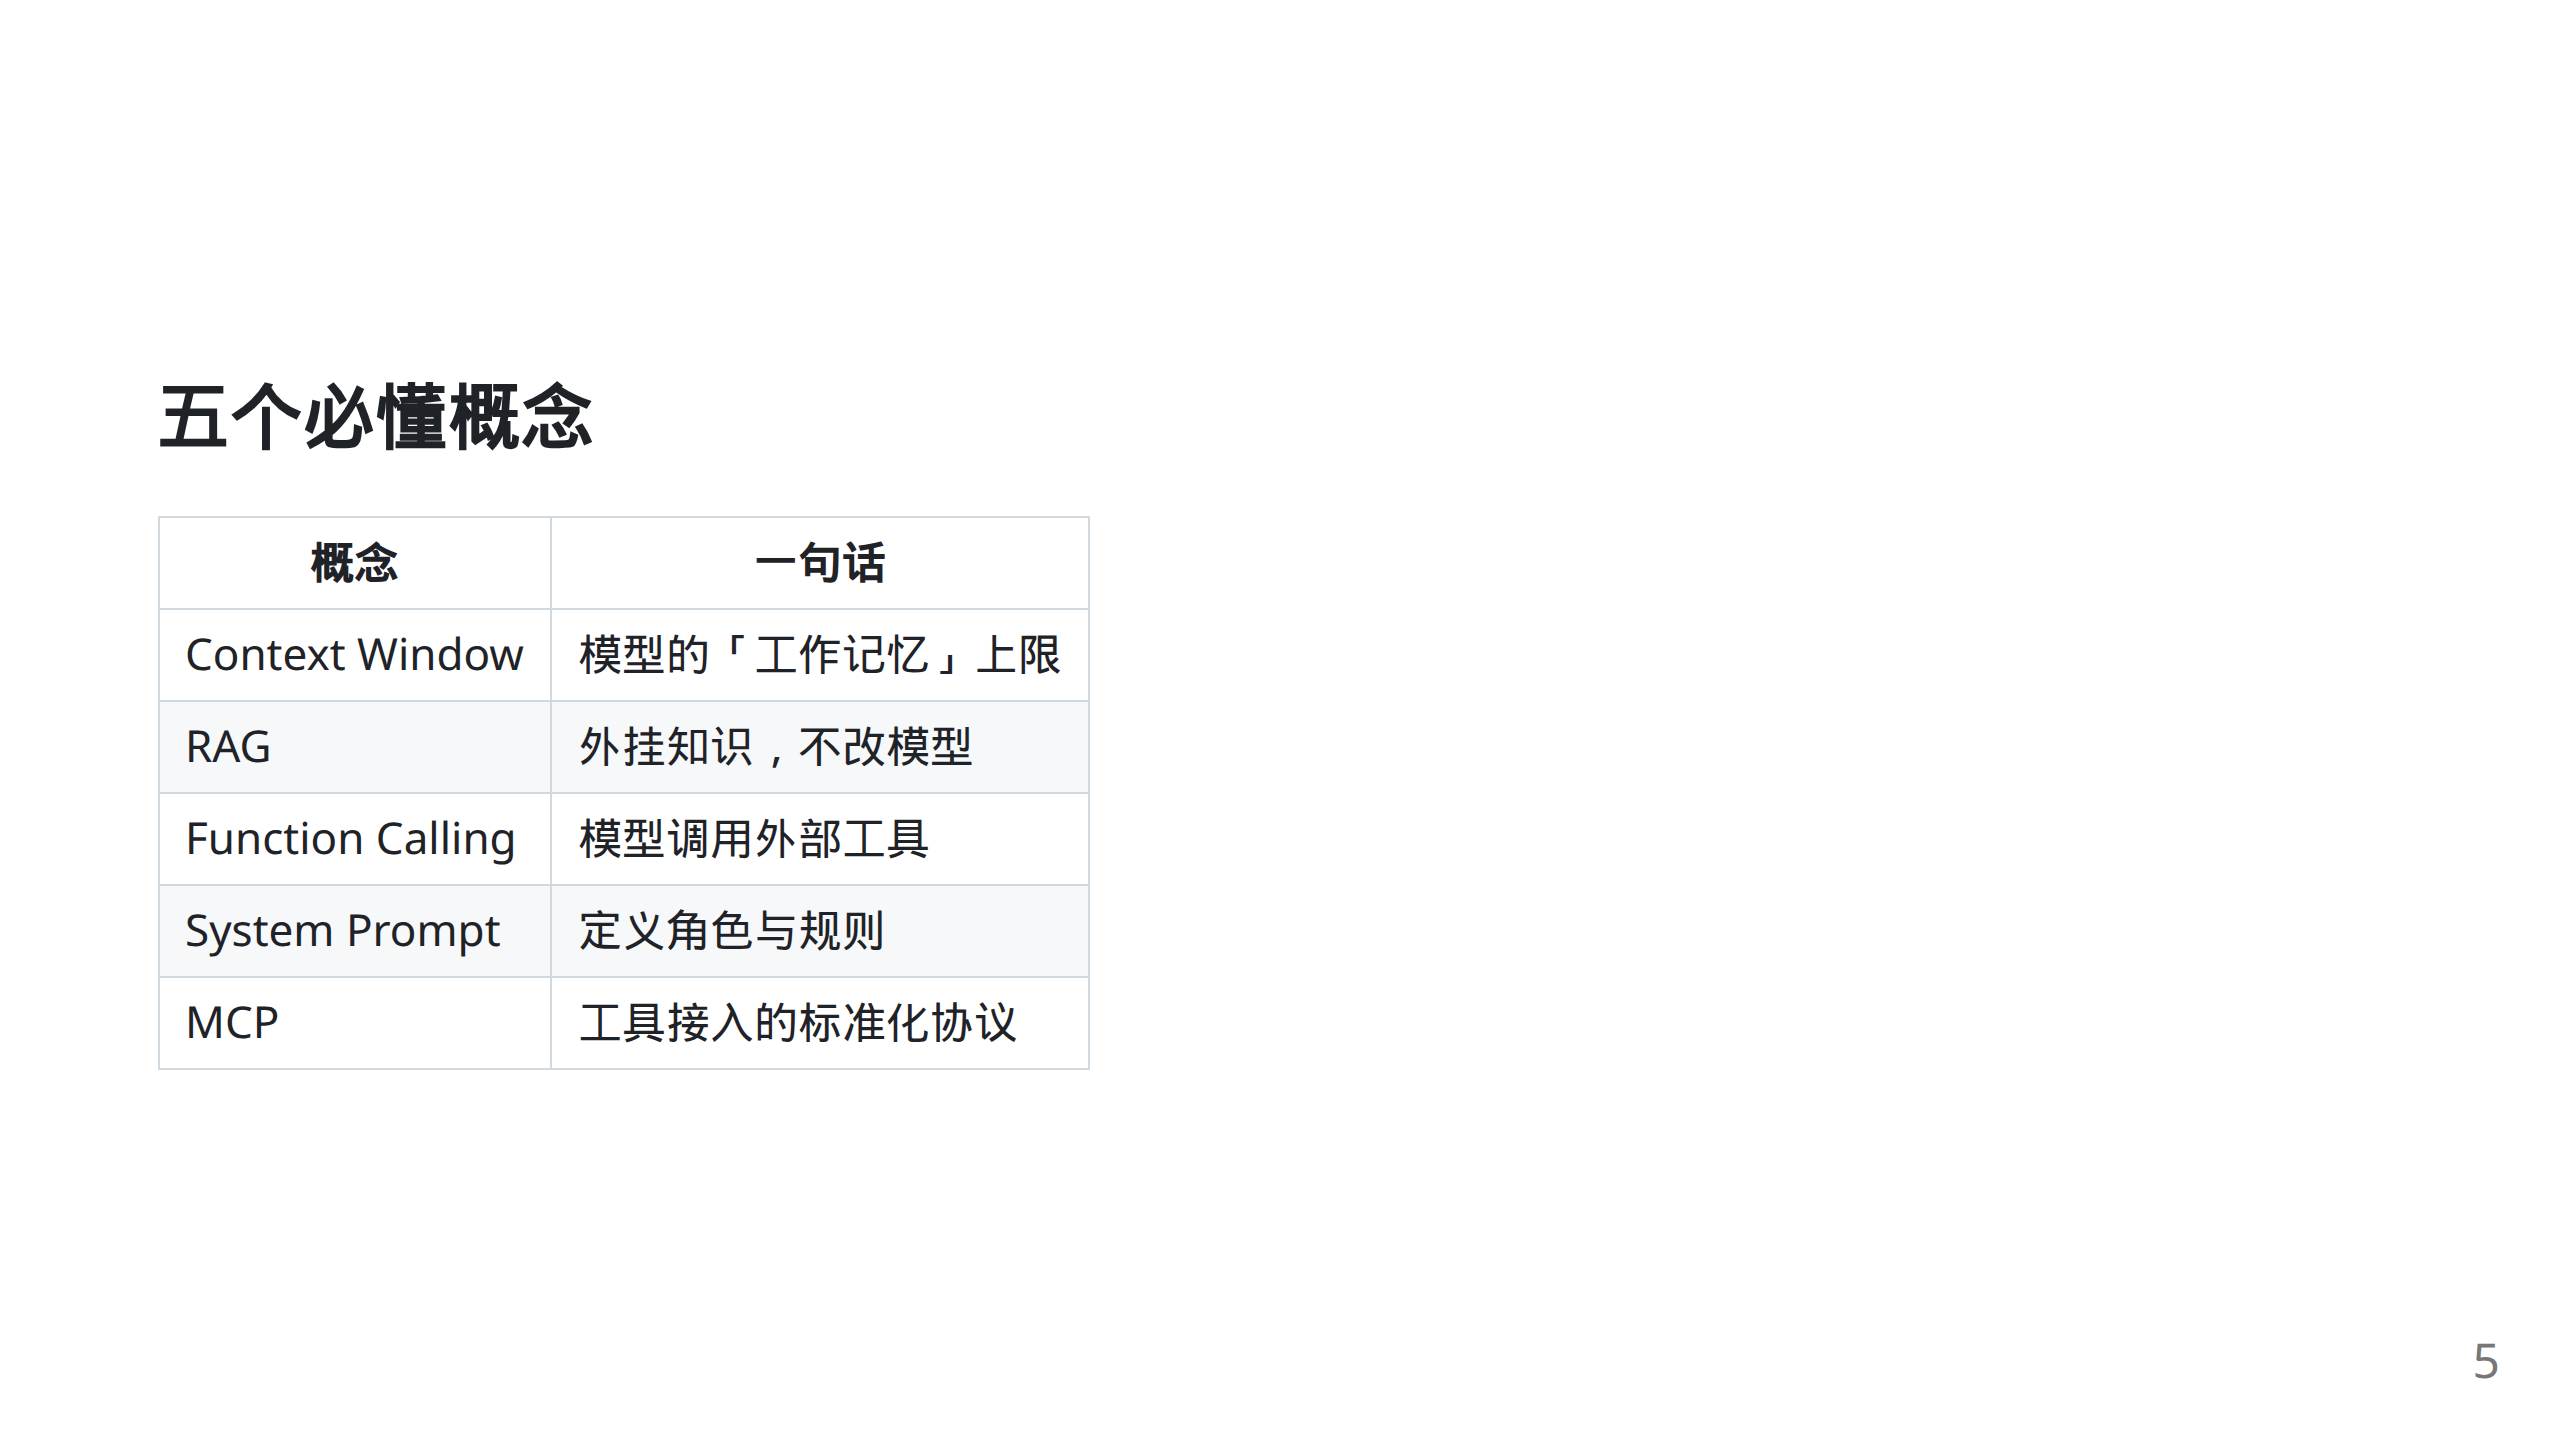 五个必懂概念
概念 一句话
Context Window 模型的「工作记忆」上限
RAG 外挂知识，不改模型
Function Calling 模型调用外部工具
System Prompt 定义角色与规则
MCP 工具接入的标准化协议
5